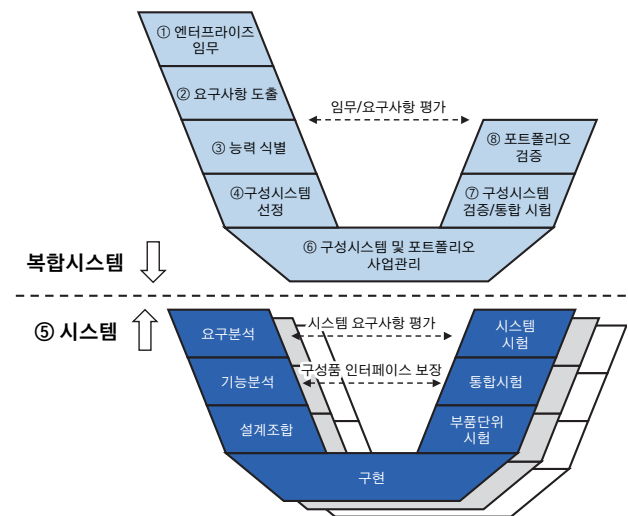 ① 엔터프라이즈
임무
② 요구사항 도출
임무/요구사항 평가
③ 능력 식별
⑧ 포트폴리오
검증
④구성시스템
선정
⑦ 구성시스템
검증/통합 시험
⑥ 구성시스템 및 포트폴리오
사업관리
복합시스템
⑤ 시스템
요구분석
시스템 요구사항 평가
시스템
시험
기능분석
구성품 인터페이스 보장
통합시험
설계조합
부품단위
시험
구현